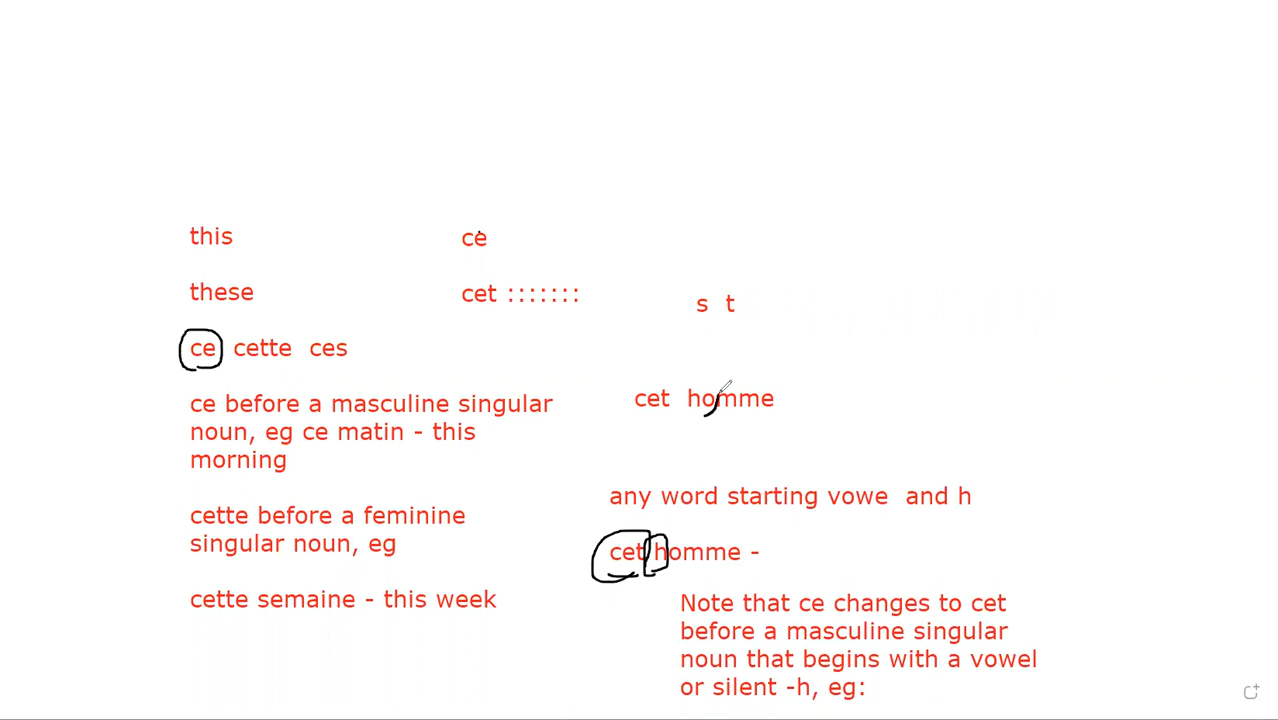 this
these
ce cette ces
ce before a masculine singular
noun, eg ce matin - this
morning
cette before a feminine
singular noun, eg
cette semaine - this week
ce
cet :::::::
s t
cet homme
any word starting vowe and h
cet homme -
Note that ce changes to cet
before a masculine singular
noun that begins with a vowel
or silent -h, eg: